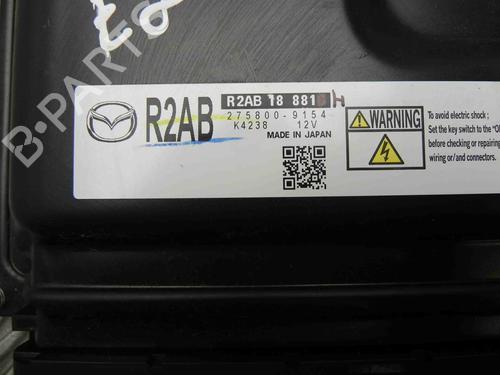 B-PARTS
R2AB
R2AB 18 881
275800-9154
K4238 12V
MADE IN JAPAN
WARNING
To avoid electric shock ;
Set the key switch to the "O
before checking or repairing
wiring or/and connectors.